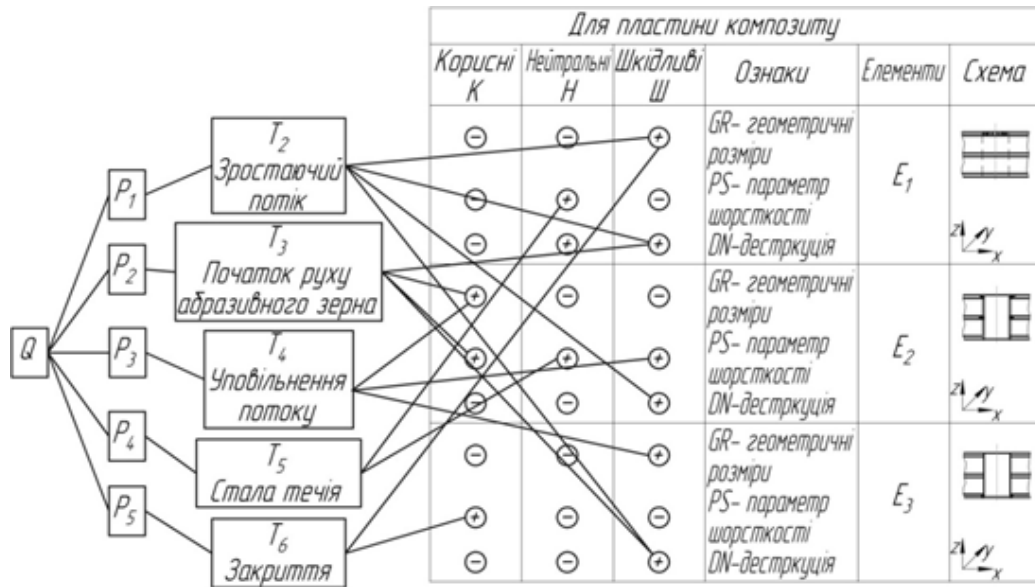 Для пластини композиту
Корисні К
Нейтральні Н
Шкідливі Ш
Ознаки
Елементи
Схема
Q
P1
P2
P3
P4
P5
T2
Зростаючий
потік
T3
Початок руху
абразивного зерна
T4
Уповільнення
потоку
T5
Стала течія
T6
Закриття
− − +
− + −
− + +
GR- геометричні
розміри
PS- параметр
шорсткості
DN-деструкція
E1
z y
x
+ − −
+ + +
− − +
GR- геометричні
розміри
PS- параметр
шорсткості
DN-деструкція
E2
z y
x
− − +
+ − −
− − +
GR- геометричні
розміри
PS- параметр
шорсткості
DN-деструкція
E3
z y
x